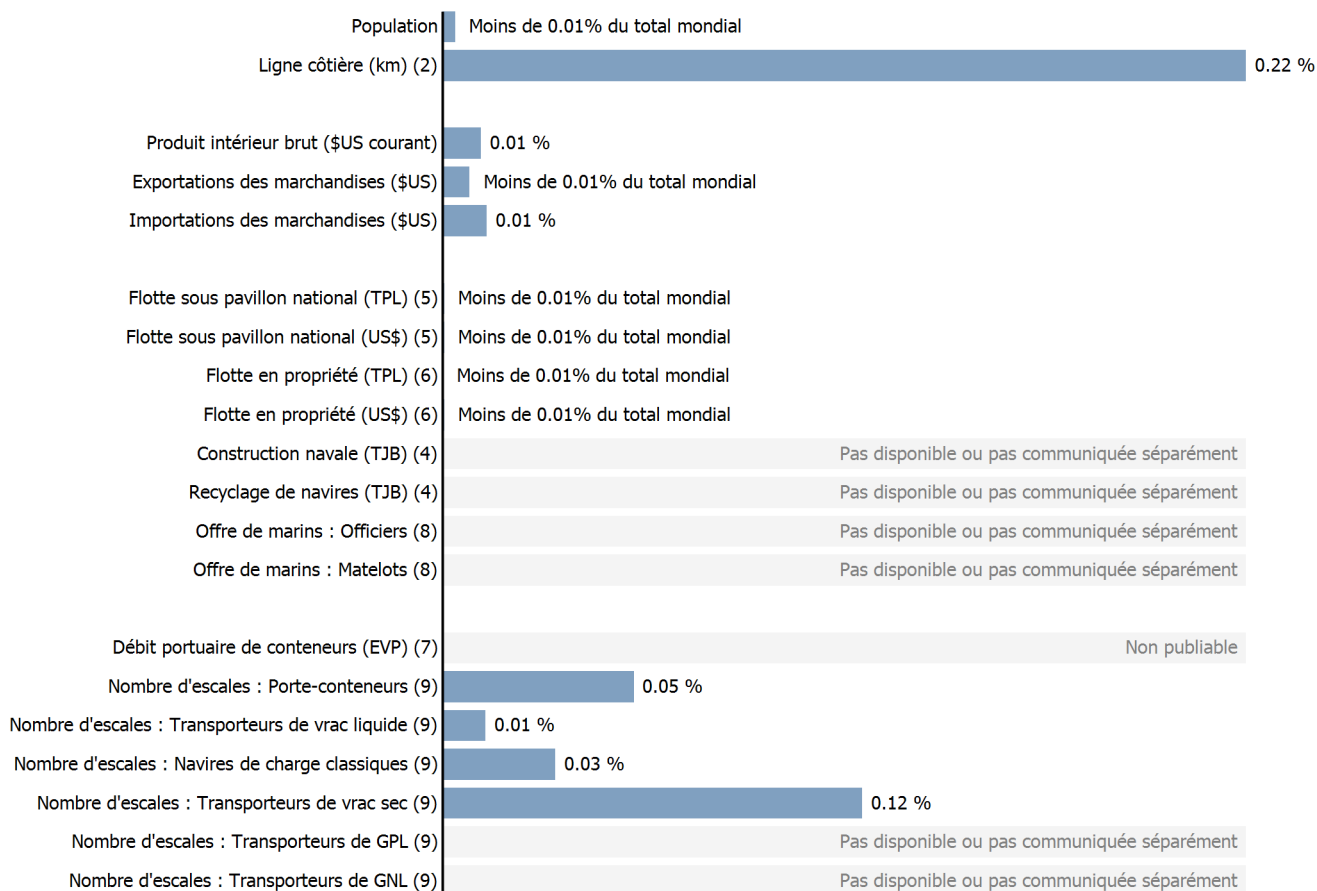 Population Moins de 0.01% du total mondial
Ligne côtière (km) (2) 0.22 %
Produit intérieur brut ($US courant) 0.01 %
Exportations des marchandises ($US) Moins de 0.01% du total mondial
Importations des marchandises ($US) 0.01 %
Flotte sous pavillon national (TPL) (5) Moins de 0.01% du total mondial
Flotte sous pavillon national (US$) (5) Moins de 0.01% du total mondial
Flotte en propriété (TPL) (6) Moins de 0.01% du total mondial
Flotte en propriété (US$) (6) Moins de 0.01% du total mondial
Construction navale (TJB) (4) Pas disponible ou pas communiquée séparément
Recyclage de navires (TJB) (4) Pas disponible ou pas communiquée séparément
Offre de marins : Officiers (8) Pas disponible ou pas communiquée séparément
Offre de marins : Matelots (8) Pas disponible ou pas communiquée séparément
Débit portuaire de conteneurs (EVP) (7) Non publiable
Nombre d'escales : Porte-conteneurs (9) 0.05 %
Nombre d'escales : Transporteurs de vrac liquide (9) 0.01 %
Nombre d'escales : Navires de charge classiques (9) 0.03 %
Nombre d'escales : Transporteurs de vrac sec (9) 0.12 %
Nombre d'escales : Transporteurs de GPL (9) Pas disponible ou pas communiquée séparément
Nombre d'escales : Transporteurs de GNL (9) Pas disponible ou pas communiquée séparément